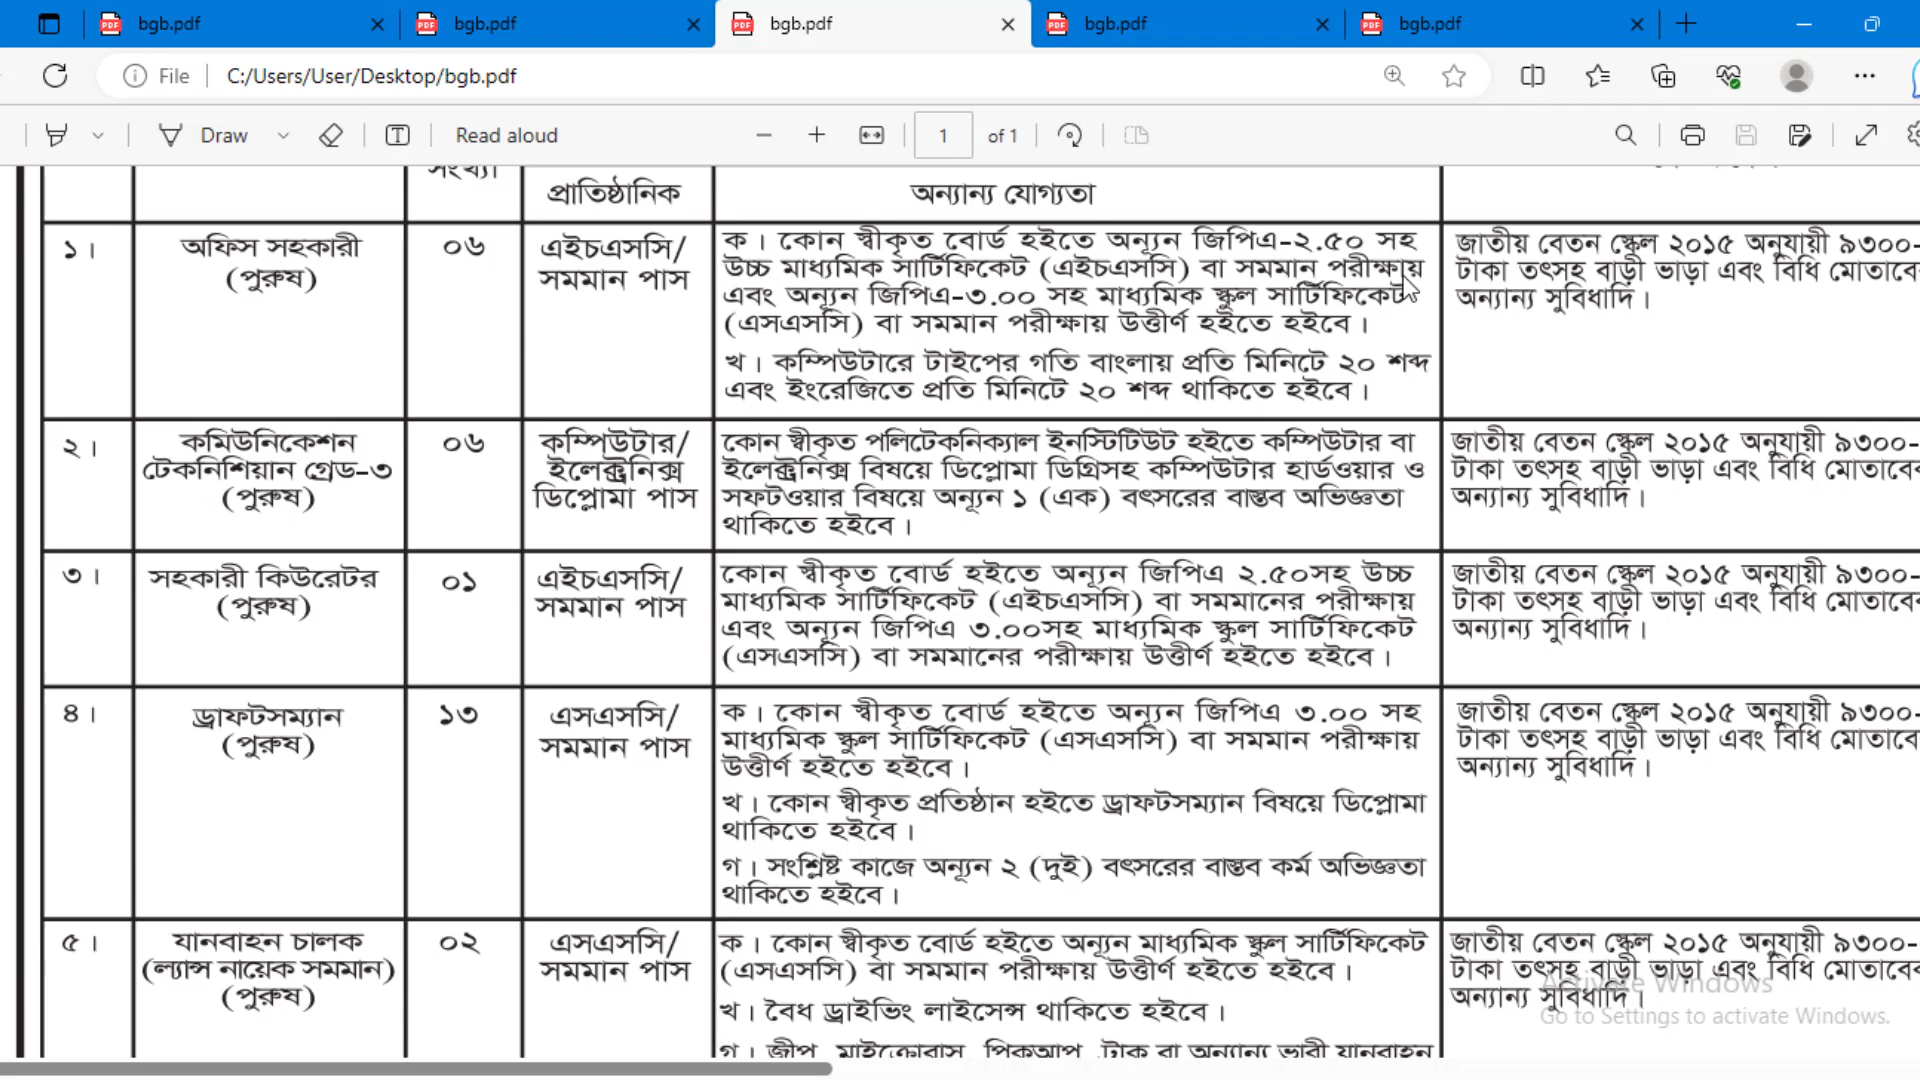 bgb.pdf
bgb.pdf
bgb.pdf
bgb.pdf
bgb.pdf
File
C:/Users/User/Desktop/bgb.pdf
Draw
Read aloud
1
of 1
সংখ্যা
প্রাতিষ্ঠানিক
অন্যান্য যোগ্যতা
১।
অফিস সহকারী
(পুরুষ)
০৬
এইচএসসি/
সমমান পাস
ক। কোন স্বীকৃত বোর্ড হইতে অন্যূন জিপিএ-২.৫০ সহ
উচ্চ মাধ্যমিক সার্টিফিকেট (এইচএসসি) বা সমমান পরীক্ষায়
এবং অন্যূন জিপিএ-৩.০০ সহ মাধ্যমিক স্কুল সার্টিফিকেট
(এসএসসি) বা সমমান পরীক্ষায় উত্তীর্ণ হইতে হইবে।
খ। কম্পিউটারে টাইপের গতি বাংলায় প্রতি মিনিটে ২০ শব্দ
এবং ইংরেজিতে প্রতি মিনিটে ২০ শব্দ থাকিতে হইবে।
জাতীয় বেতন স্কেল ২০১৫ অনুযায়ী ৯৩০০-
টাকা তৎসহ বাড়ী ভাড়া এবং বিধি মোতাবেক
অন্যান্য সুবিধাদি।
২।
কমিউনিকেশন
টেকনিশিয়ান গ্রেড-৩
(পুরুষ)
০৬
কম্পিউটার/
ইলেক্ট্রনিক্স
ডিপ্লোমা পাস
কোন স্বীকৃত পলিটেকনিক্যাল ইনস্টিটিউট হইতে কম্পিউটার বা
ইলেক্ট্রনিক্স বিষয়ে ডিপ্লোমা ডিগ্রিসহ কম্পিউটার হার্ডওয়ার ও
সফটওয়ার বিষয়ে অন্যূন ১ (এক) বৎসরের বাস্তব অভিজ্ঞতা
থাকিতে হইবে।
জাতীয় বেতন স্কেল ২০১৫ অনুযায়ী ৯৩০০-
টাকা তৎসহ বাড়ী ভাড়া এবং বিধি মোতাবেক
অন্যান্য সুবিধাদি।
৩।
সহকারী কিউরেটর
(পুরুষ)
০১
এইচএসসি/
সমমান পাস
কোন স্বীকৃত বোর্ড হইতে অন্যূন জিপিএ ২.৫০সহ উচ্চ
মাধ্যমিক সার্টিফিকেট (এইচএসসি) বা সমমানের পরীক্ষায়
এবং অন্যূন জিপিএ ৩.০০সহ মাধ্যমিক স্কুল সার্টিফিকেট
(এসএসসি) বা সমমানের পরীক্ষায় উত্তীর্ণ হইতে হইবে।
জাতীয় বেতন স্কেল ২০১৫ অনুযায়ী ৯৩০০-
টাকা তৎসহ বাড়ী ভাড়া এবং বিধি মোতাবেক
অন্যান্য সুবিধাদি।
৪।
ড্রাফটসম্যান
(পুরুষ)
১৩
এসএসসি/
সমমান পাস
ক। কোন স্বীকৃত বোর্ড হইতে অন্যূন জিপিএ ৩.০০ সহ
মাধ্যমিক স্কুল সার্টিফিকেট (এসএসসি) বা সমমান পরীক্ষায়
উত্তীর্ণ হইতে হইবে।
খ। কোন স্বীকৃত প্রতিষ্ঠান হইতে ড্রাফটসম্যান বিষয়ে ডিপ্লোমা
থাকিতে হইবে।
গ। সংশ্লিষ্ট কাজে অন্যূন ২ (দুই) বৎসরের বাস্তব কর্ম অভিজ্ঞতা
থাকিতে হইবে।
জাতীয় বেতন স্কেল ২০১৫ অনুযায়ী ৯৩০০-
টাকা তৎসহ বাড়ী ভাড়া এবং বিধি মোতাবে
অন্যান্য সুবিধাদি।
৫।
যানবাহন চালক
(ল্যান্স নায়েক সমমান)
(পুরুষ)
০২
এসএসসি/
সমমান পাস
ক। কোন স্বীকৃত বোর্ড হইতে অন্যূন মাধ্যমিক স্কুল সার্টিফিকেট
(এসএসসি) বা সমমান পরীক্ষায় উত্তীর্ণ হইতে হইবে।
খ। বৈধ ড্রাইভিং লাইসেন্স থাকিতে হইবে।
গ। জীপ, মাইক্রোবাস, পিকআপ, ট্রাক বা অন্যান্য ভারী যানবাহন
জাতীয় বেতন স্কেল ২০১৫ অনুযায়ী ৯৩০০-
টাকা তৎসহ বাড়ী ভাড়া এবং বিধি মোতাবেক
অন্যান্য সুবিধাদি।
Activate Windows
Go to Settings to activate Windows.